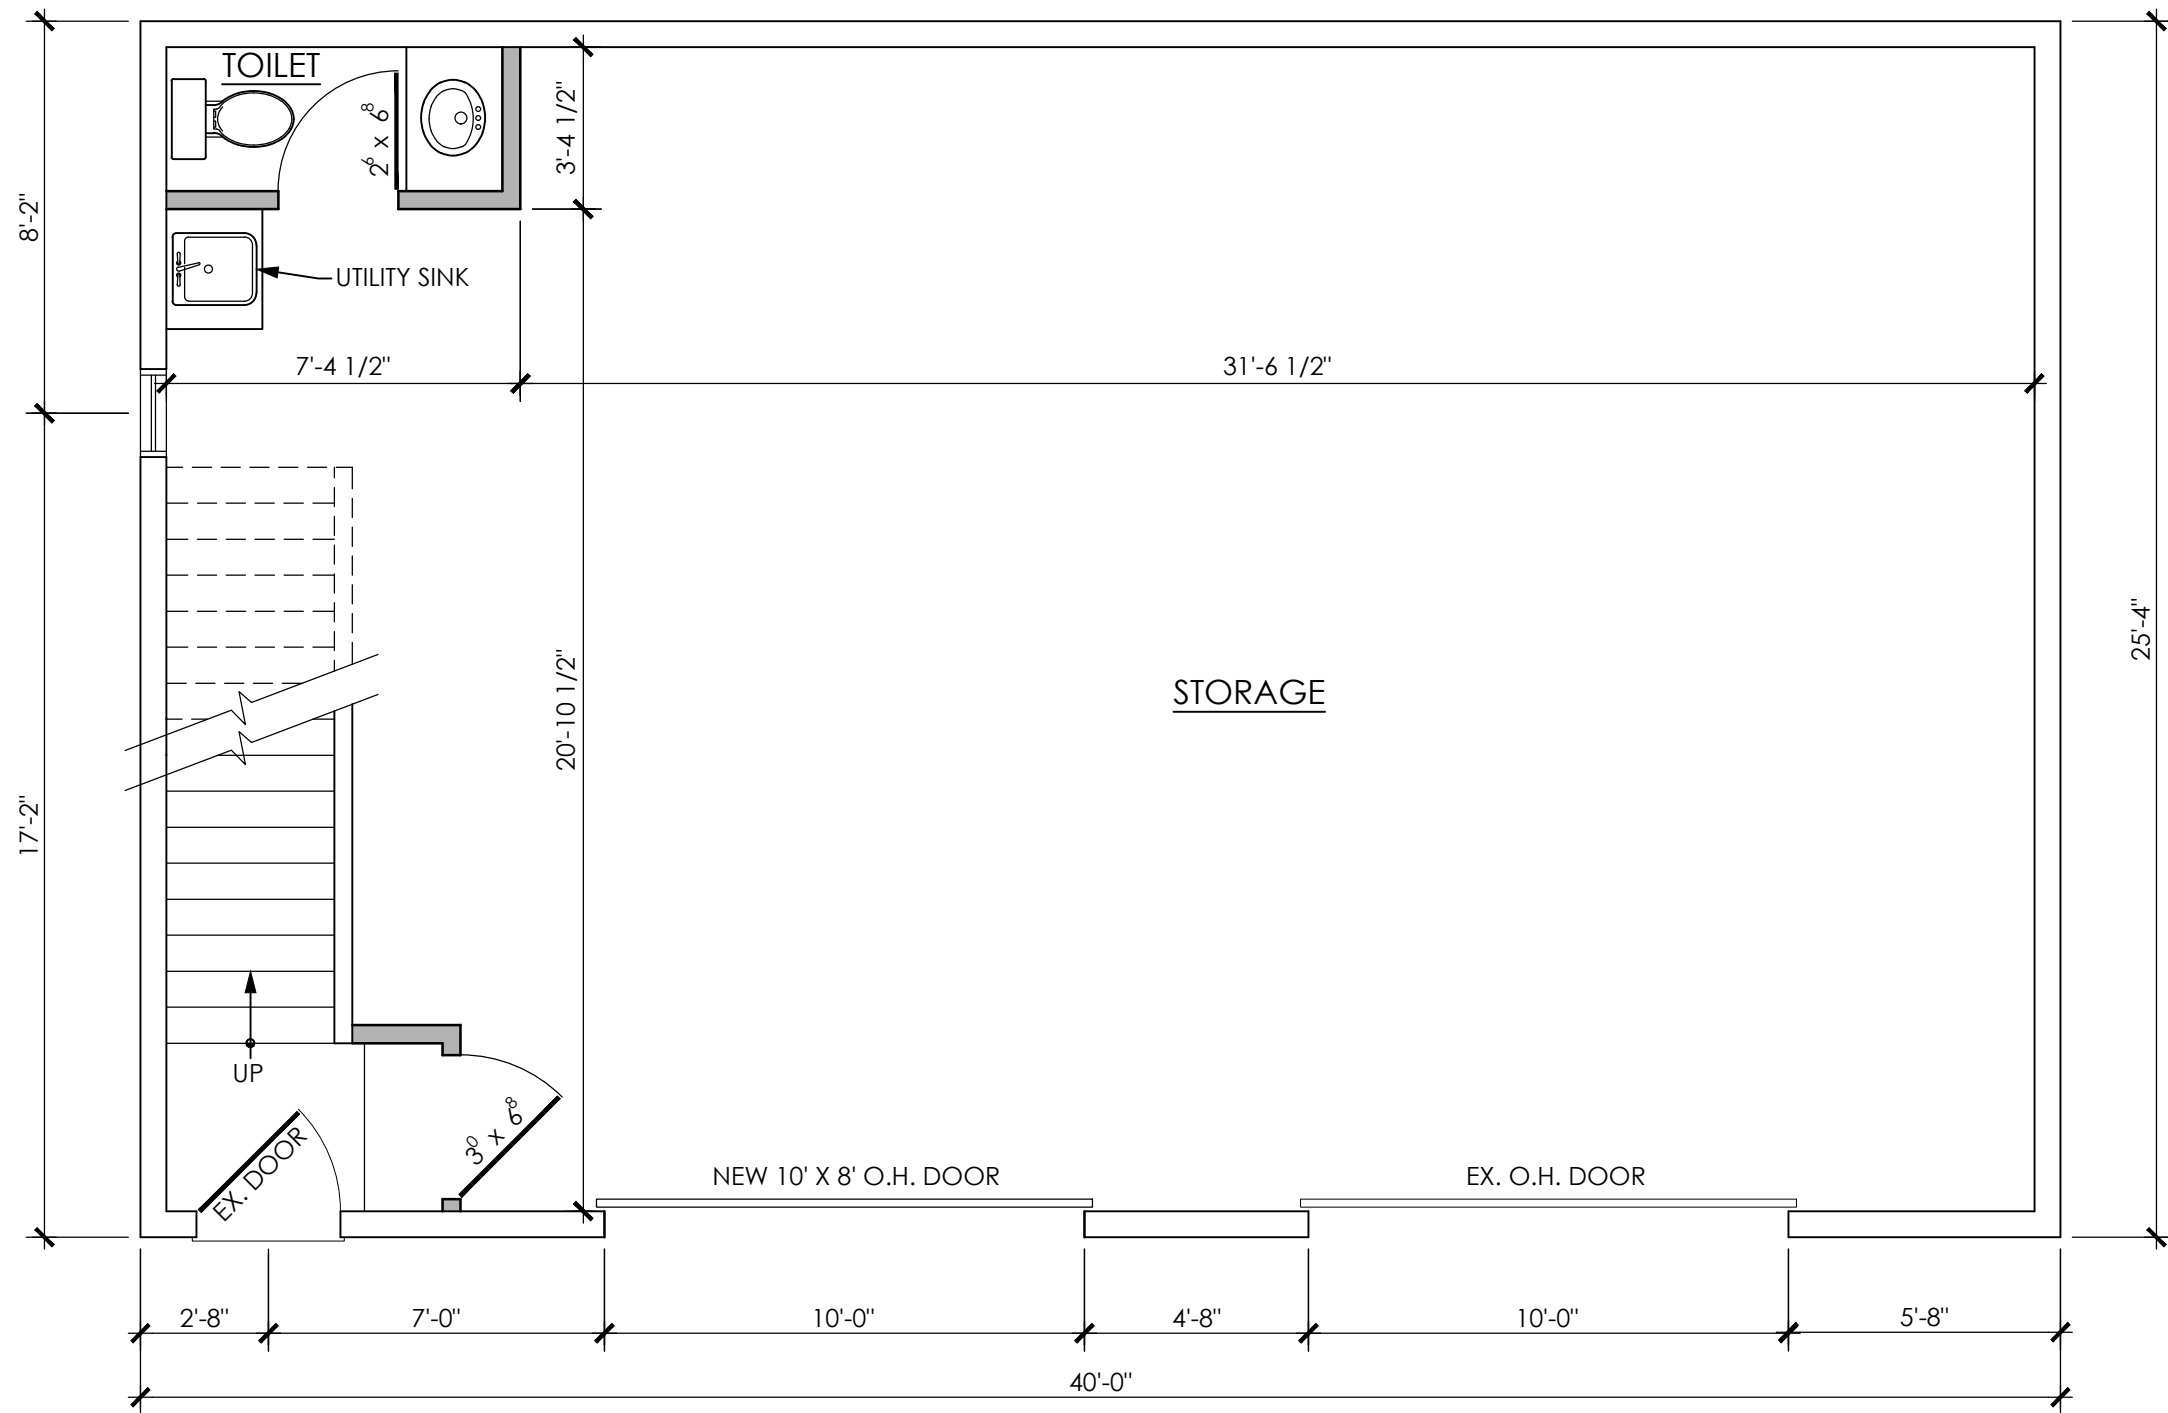 TOILET
2⁶ x 6⁸
3'-4 1/2"
8'-2"
UTILITY SINK
7'-4 1/2"
31'-6 1/2"
25'-4"
20'-10 1/2"
STORAGE
17'-2"
UP
EX. DOOR
3⁰ x 6⁸
NEW 10' X 8' O.H. DOOR
EX. O.H. DOOR
2'-8"
7'-0"
10'-0"
4'-8"
10'-0"
5'-8"
40'-0"